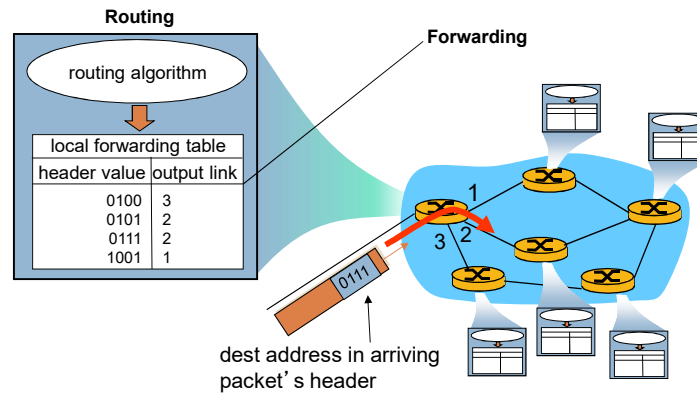 Routing
Forwarding
routing algorithm
local forwarding table
header value output link
0100 3
0101 2
0111 2
1001 1
1
2
3
0111
dest address in arriving
packet’s header